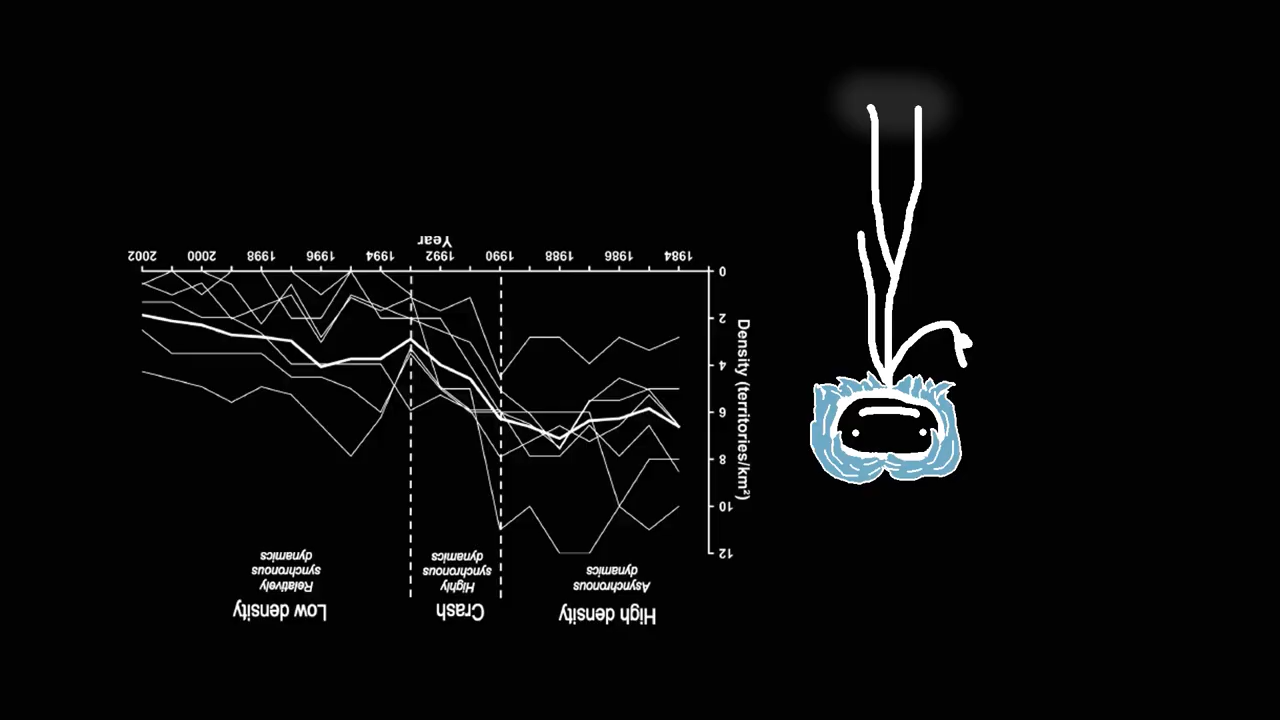 High density
Crash
Low density
Asynchronous
dynamics
Highly
synchronous
dynamics
Relatively
synchronous
dynamics
Density (territories/km²)
12
10
8
6
4
2
0
1984
1986
1988
1990
1992
1994
1996
1998
2000
2002
Year